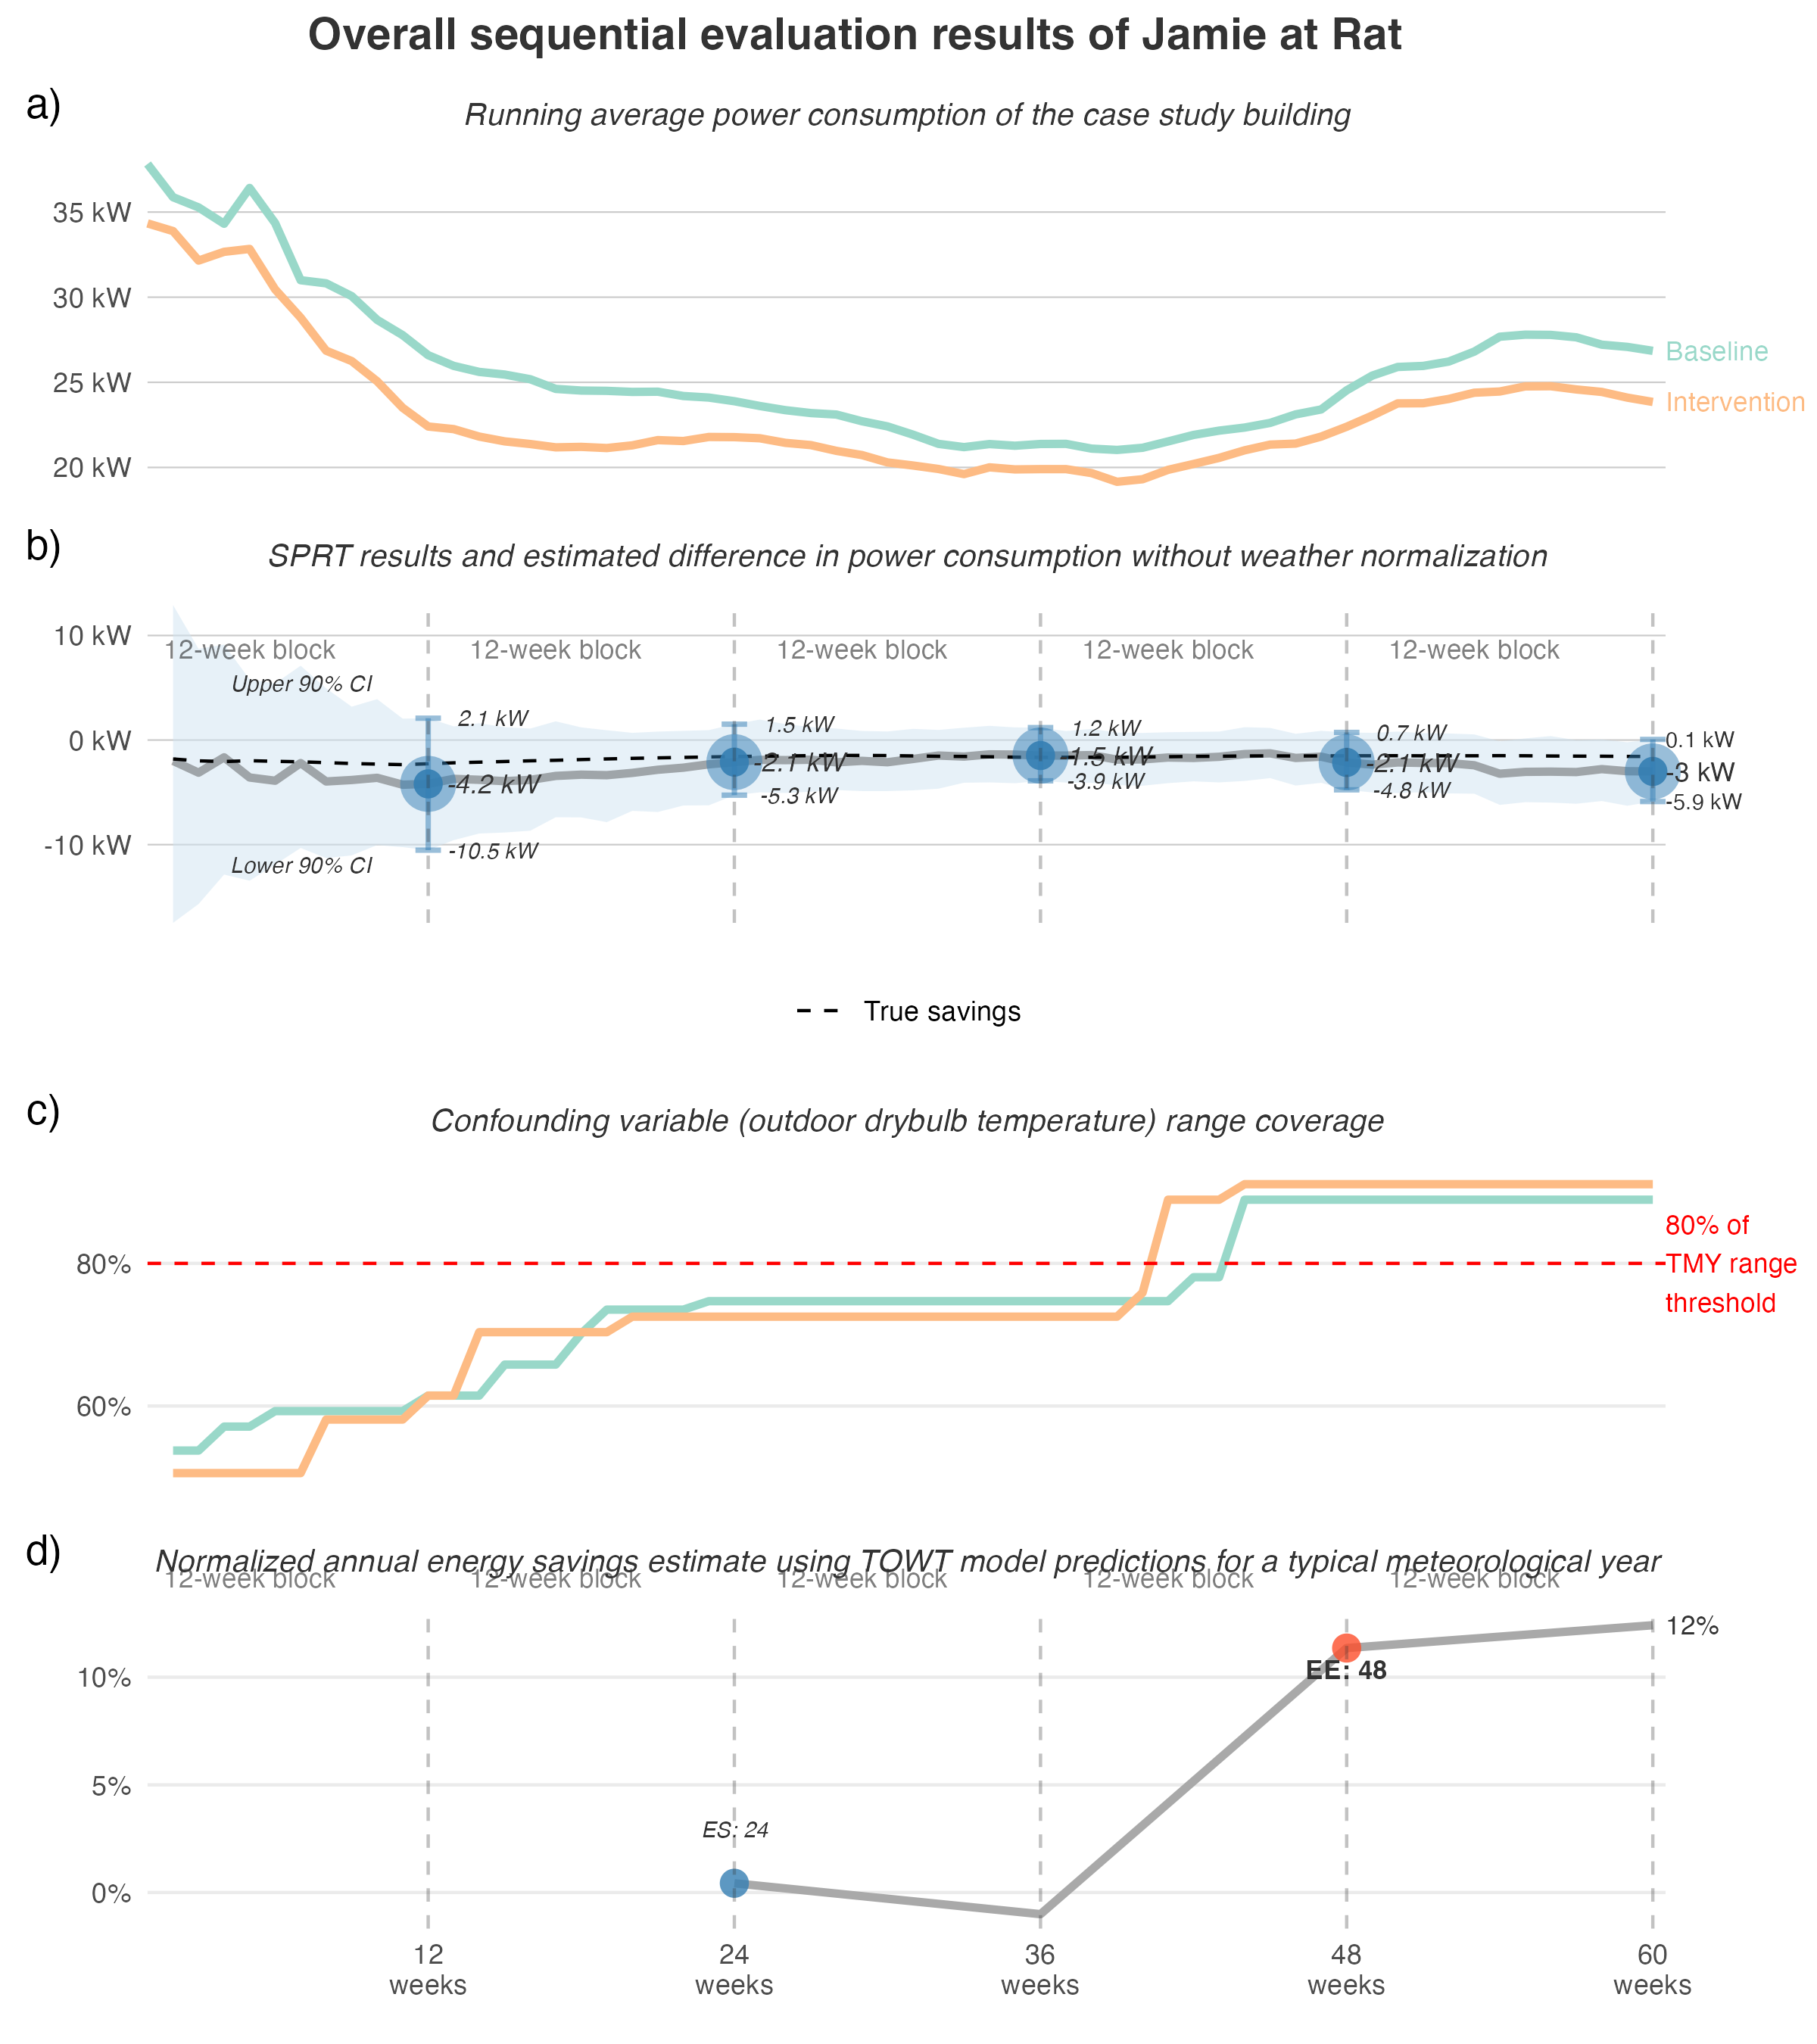 Overall sequential evaluation results of Jamie at Rat
a)
Running average power consumption of the case study building
35 kW
30 kW
25 kW
20 kW
Baseline
Intervention
b)
SPRT results and estimated difference in power consumption without weather normalization
10 kW
0 kW
-10 kW
12-week block
12-week block
12-week block
12-week block
12-week block
Upper 90% CI
Lower 90% CI
2.1 kW
-4.2 kW
-10.5 kW
1.5 kW
-2.1 kW
-5.3 kW
1.2 kW
-1.5 kW
-3.9 kW
0.7 kW
-2.1 kW
-4.8 kW
0.1 kW
-3 kW
-5.9 kW
True savings
c)
Confounding variable (outdoor drybulb temperature) range coverage
80%
60%
80% of
TMY range
threshold
d)
Normalized annual energy savings estimate using TOWT model predictions for a typical meteorological year
12-week block
12-week block
12-week block
12-week block
12-week block
10%
5%
0%
ES: 24
EE: 48
12%
12
weeks
24
weeks
36
weeks
48
weeks
60
weeks